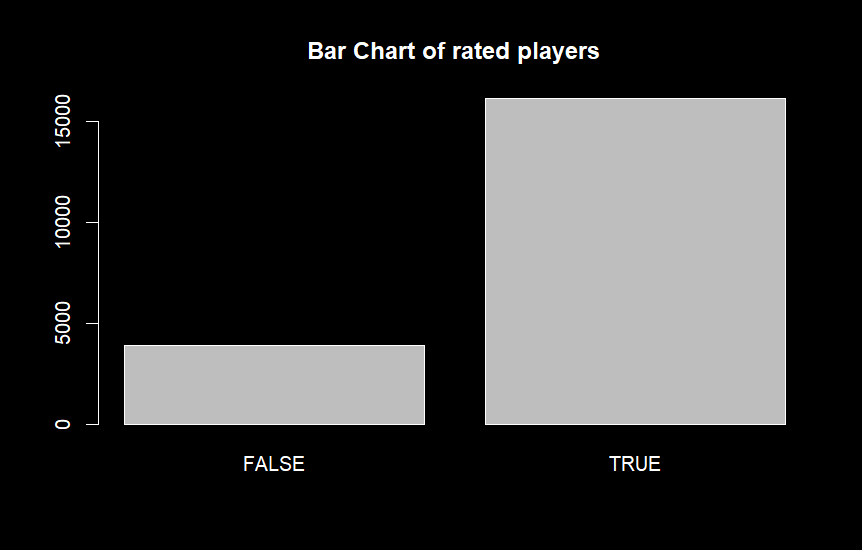 Bar Chart of rated players
15000
10000
5000
0
FALSE TRUE